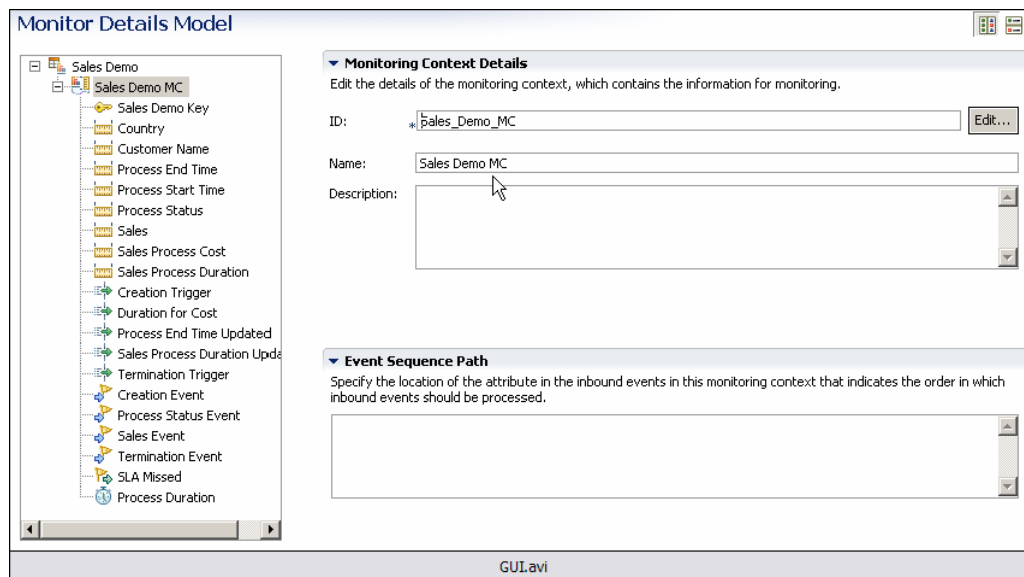 Monitor Details Model
Sales Demo
Sales Demo MC
Sales Demo Key
Country
Customer Name
Process End Time
Process Start Time
Process Status
Sales
Sales Process Cost
Sales Process Duration
Creation Trigger
Duration for Cost
Process End Time Updated
Sales Process Duration Upda
Termination Trigger
Creation Event
Process Status Event
Sales Event
Termination Event
SLA Missed
Process Duration
Monitoring Context Details
Edit the details of the monitoring context, which contains the information for monitoring.
ID: * Sales_Demo_MC Edit...
Name: Sales Demo MC
Description:
Event Sequence Path
Specify the location of the attribute in the inbound events in this monitoring context that indicates the order in which
inbound events should be processed.
GUI.avi